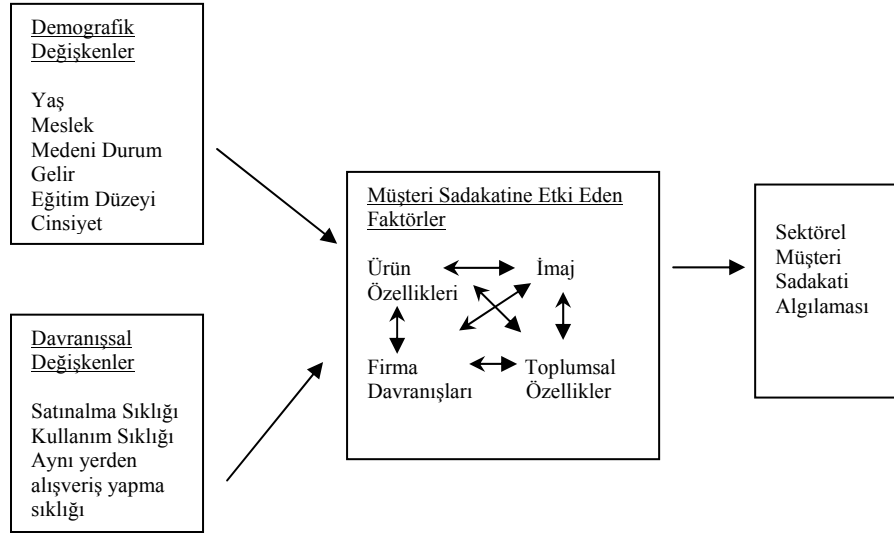 Demografik
Değişkenler
Yaş
Meslek
Medeni Durum
Gelir
Eğitim Düzeyi
Cinsiyet
Davranışsal
Değişkenler
Satınalma Sıklığı
Kullanım Sıklığı
Aynı yerden
alışveriş yapma
sıklığı
Müşteri Sadakatine Etki Eden
Faktörler
Ürün
Özellikleri
İmaj
Firma
Davranışları
Toplumsal
Özellikler
Sektörel
Müşteri
Sadakati
Algılaması